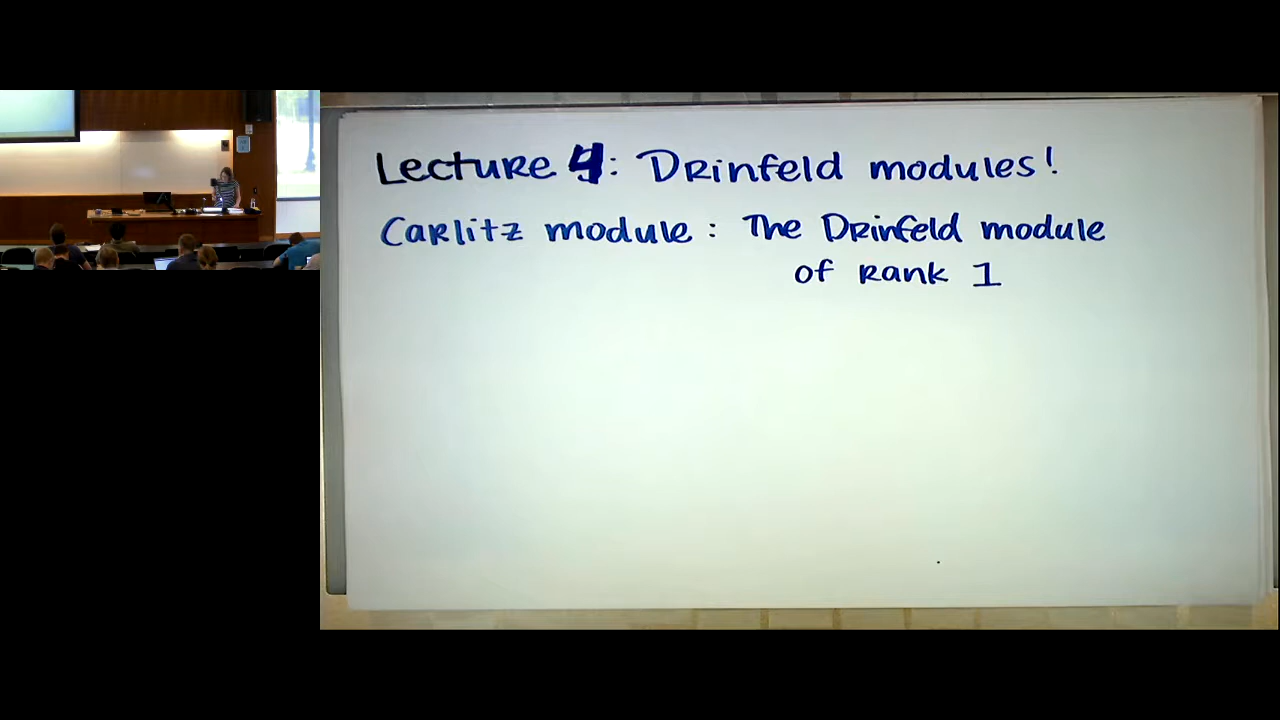 Lecture 4: Drinfeld modules!
Carlitz module: The Drinfeld module
of rank 1